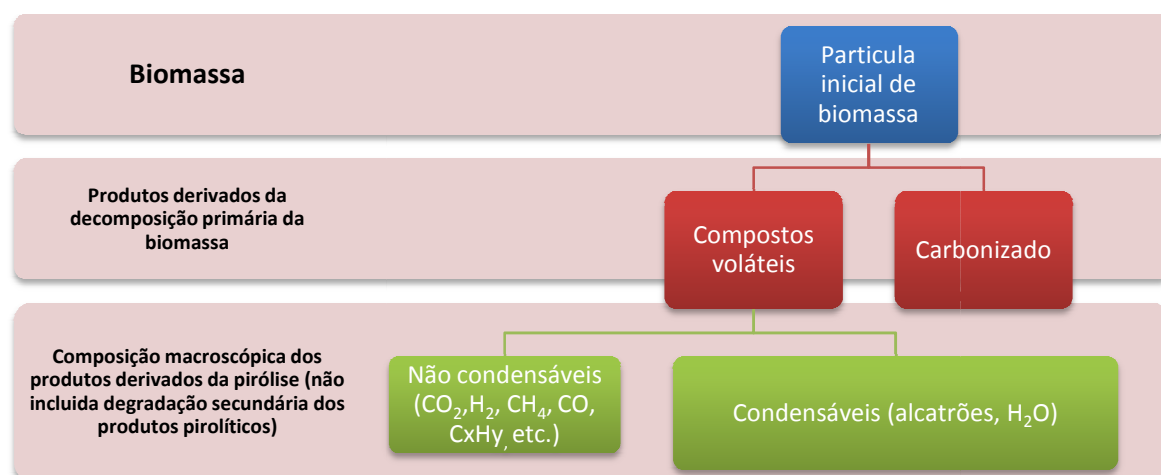 Biomassa
Particula
inicial de
biomassa
Produtos derivados da
decomposição primária da
biomassa
Compostos
voláteis
Carbonizado
Composição macroscópica dos
produtos derivados da pirólise (não
incluida degradação secundária dos
produtos pirolíticos)
Não condensáveis
(CO₂,H₂, CH₄, CO,
CxHy, etc.)
Condensáveis (alcatrões, H₂O)